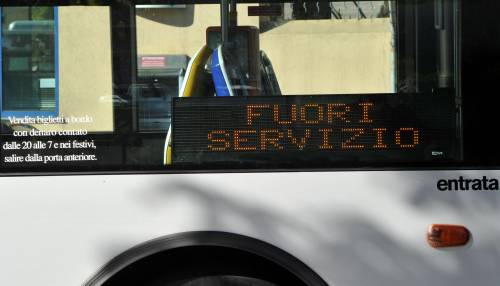 FUORI
SERVIZIO
Vendita biglietti a bordo
con denaro contato
dalle 20 alle 7 e nei festivi,
salire dalla porta anteriore.
entrata